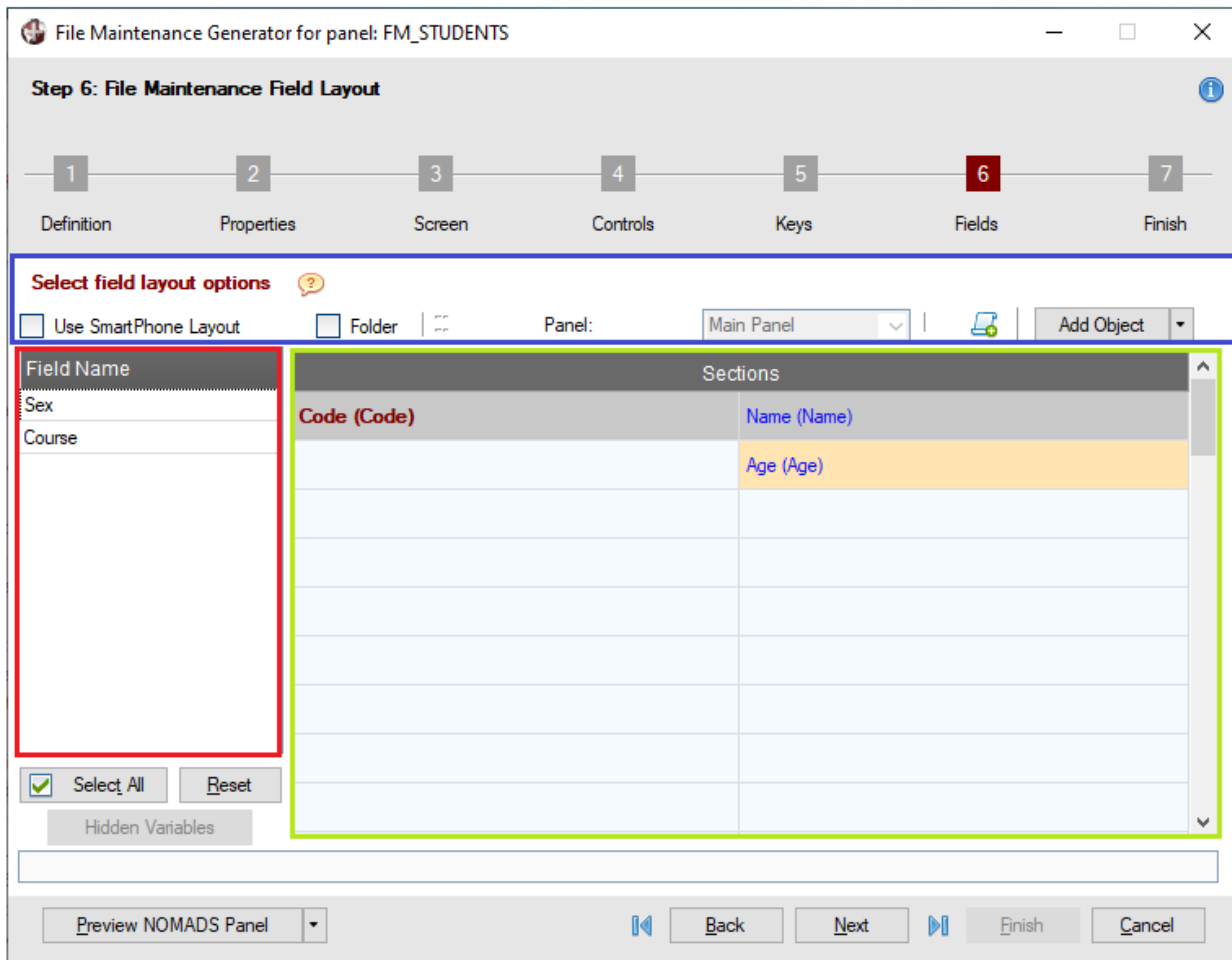 File Maintenance Generator for panel: FM_STUDENTS
Step 6: File Maintenance Field Layout
1 2 3 4 5 6 7
Definition Properties Screen Controls Keys Fields Finish
Select field layout options ?
Use SmartPhone Layout Folder Panel: Main Panel Add Object
Field Name Sections
Sex Code (Code) Name (Name)
Course Age (Age)
Select All Reset
Hidden Variables
Preview NOMADS Panel Back Next Finish Cancel